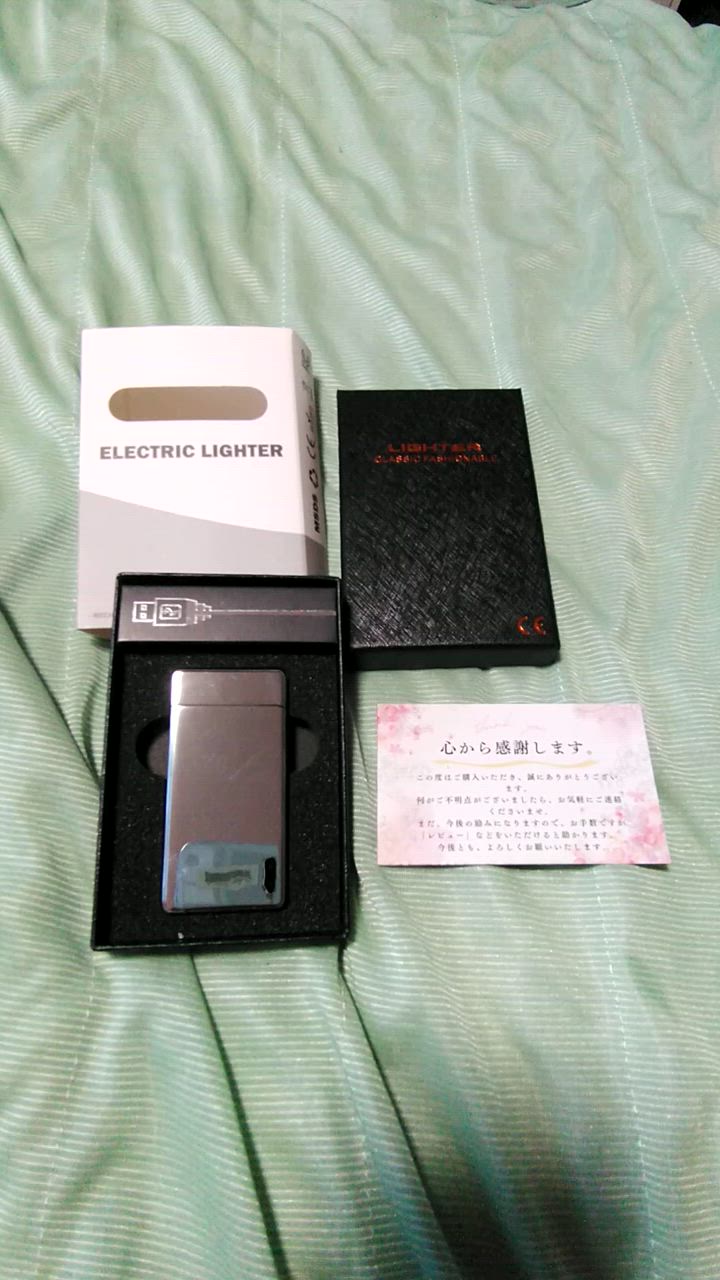 ELECTRIC LIGHTER
MSDS
CE
LIGHTER
CLASSIC FASHIONABLE
CE
心から感謝します。
この度はご購入いただき、誠にありがとうござい
ます。
何かご不明点がございましたら、お気軽にご連絡
くださいませ。
また、今後の励みになりますので、お手数ですが
「レビュー」などをいただけると助かります。
今後とも、よろしくお願いいたします。